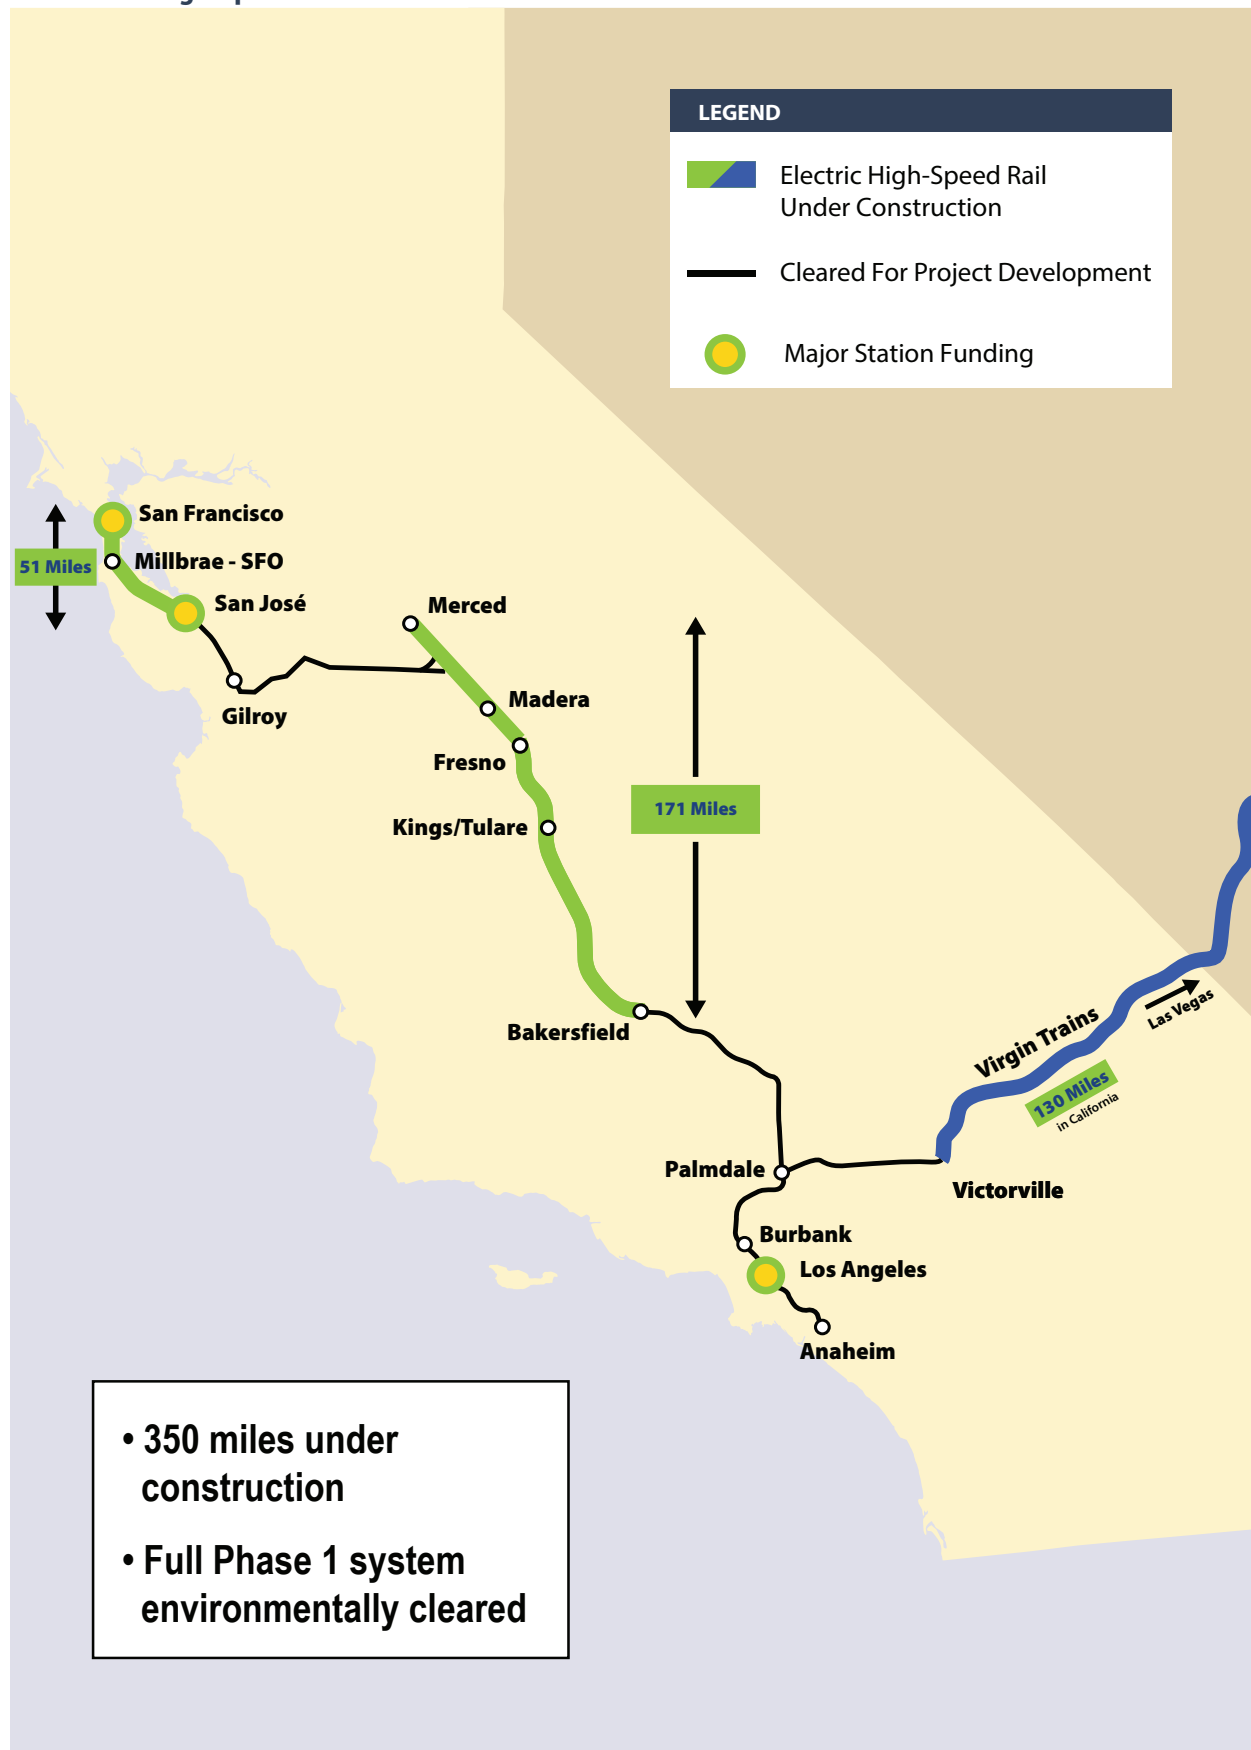 LEGEND
Electric High-Speed Rail
Under Construction
Cleared For Project Development
Major Station Funding
San Francisco
51 Miles
Millbrae - SFO
San José
Merced
Gilroy
Madera
Fresno
171 Miles
Kings/Tulare
Bakersfield
Virgin Trains
Las Vegas
130 Miles
in California
Palmdale
Victorville
Burbank
Los Angeles
Anaheim
• 350 miles under
construction
• Full Phase 1 system
environmentally cleared